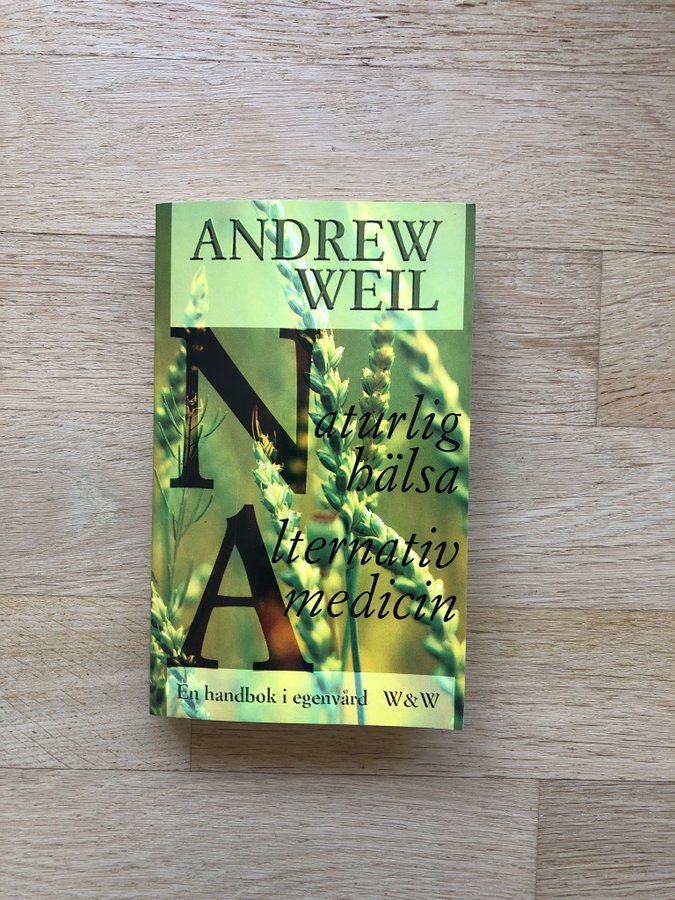 ANDREW
WEIL
Naturlig
hälsa
Alternativ
medicin
En handbok i egenvård W&W